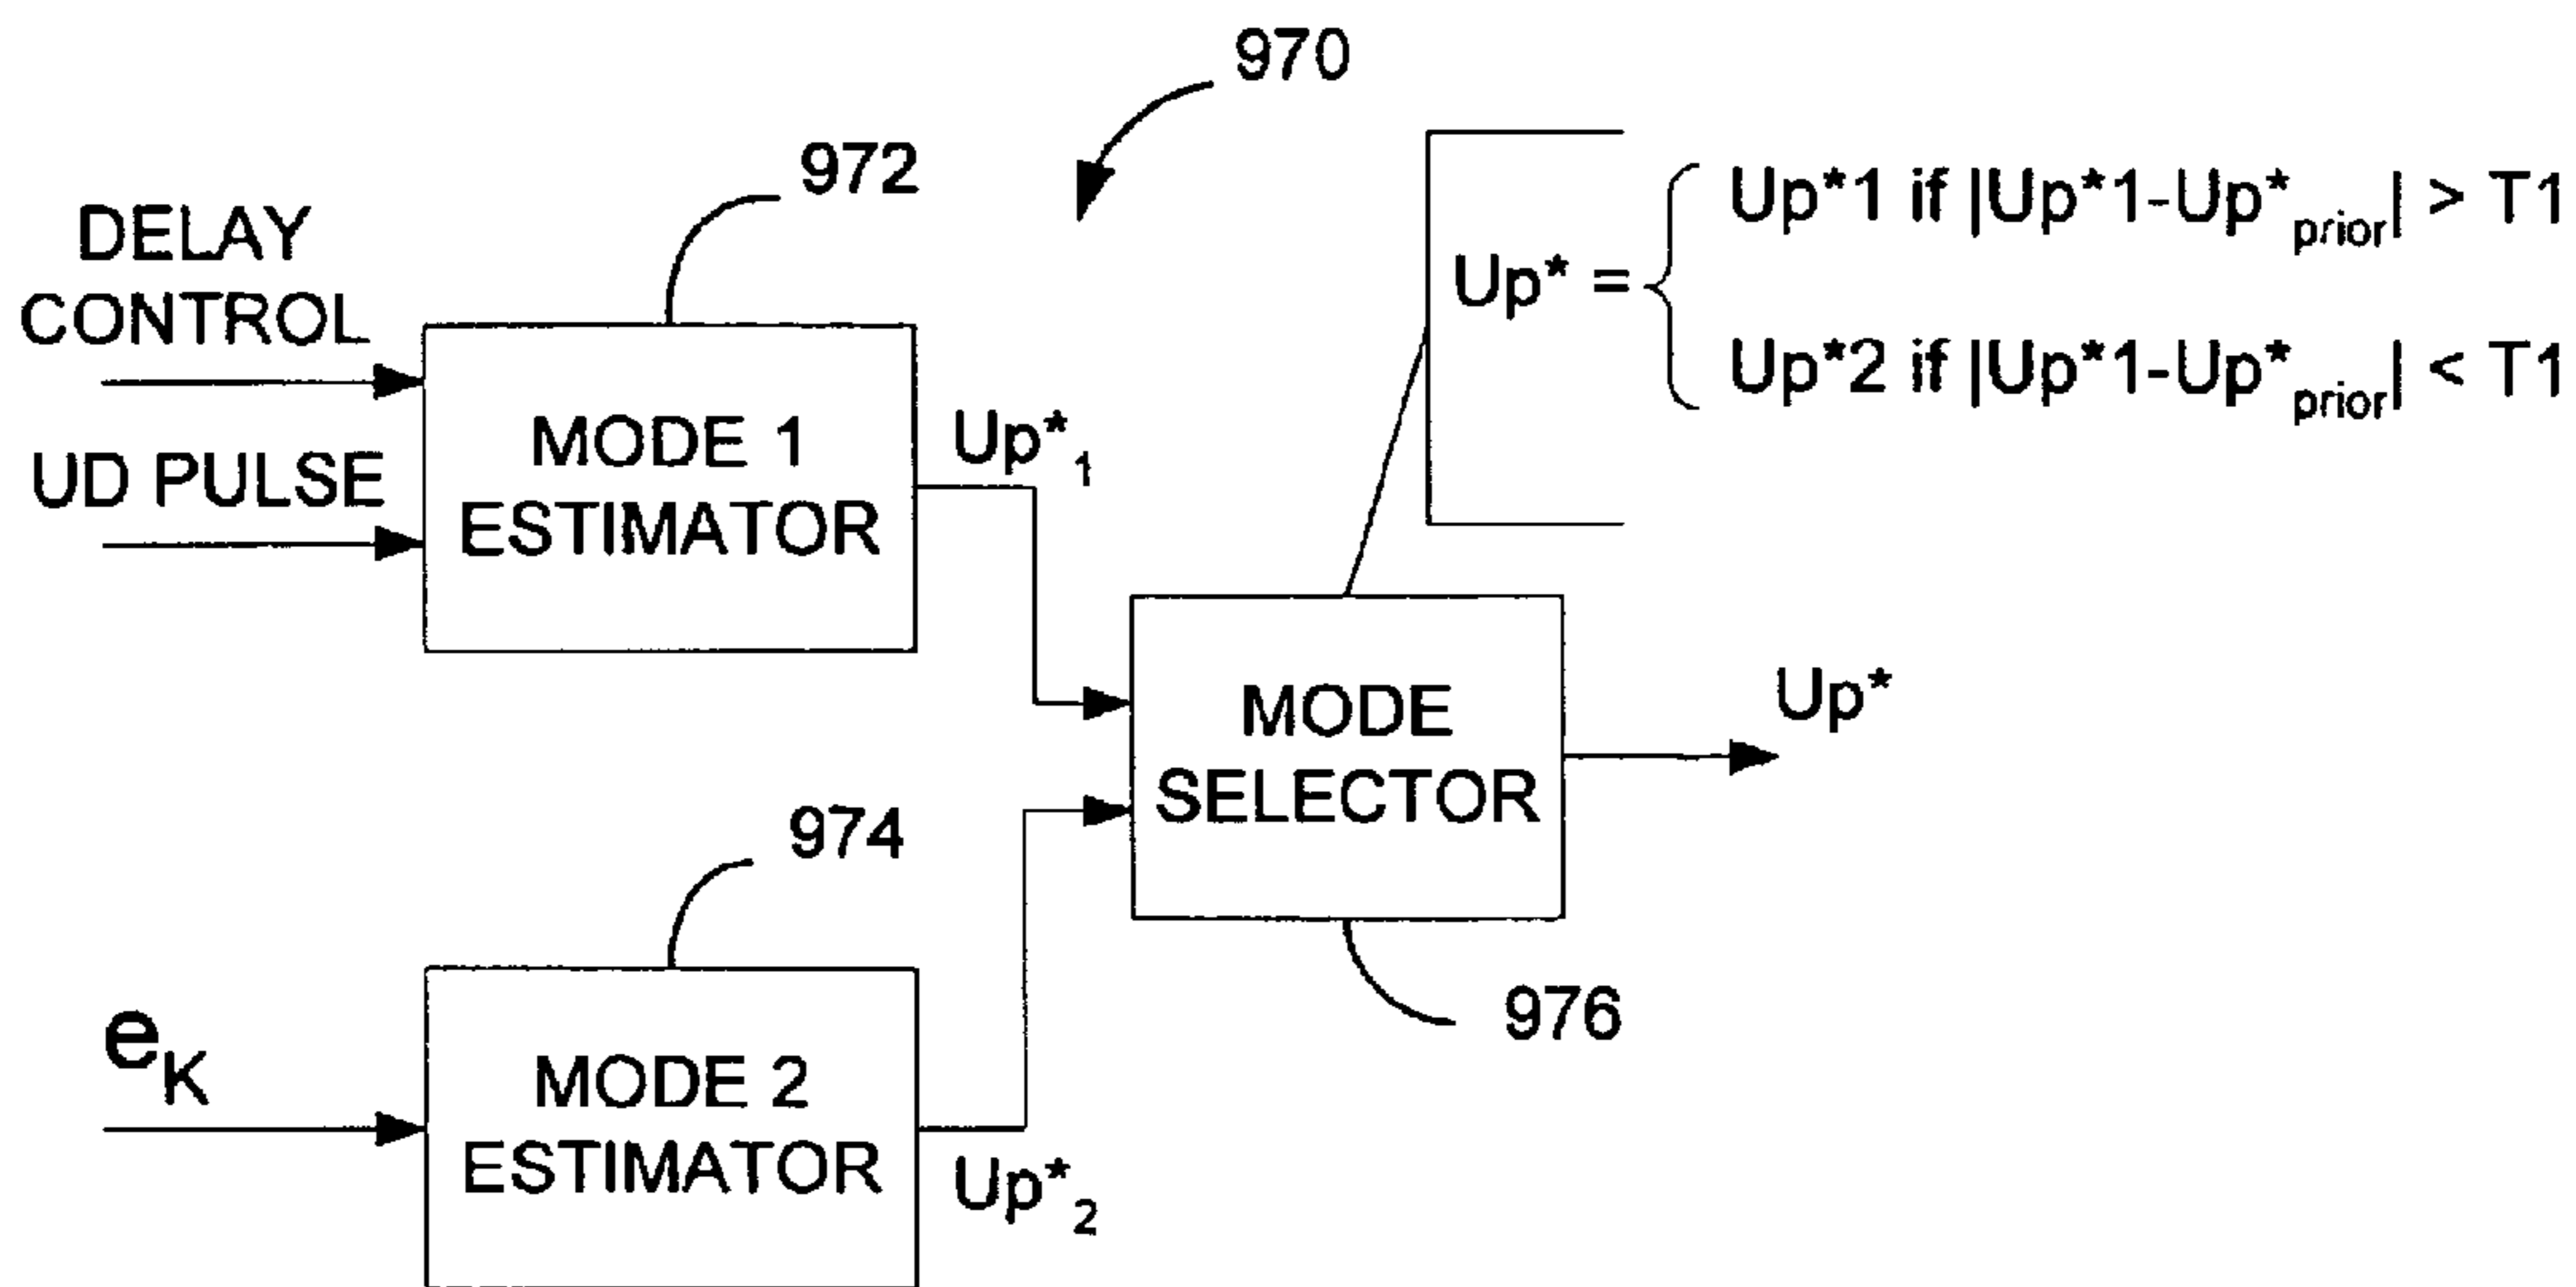 970
972
DELAY
CONTROL
UD PULSE
MODE 1
ESTIMATOR
Up*1
Up* =
Up*1 if |Up*1-Up*prior| > T1
Up*2 if |Up*1-Up*prior| < T1
MODE
SELECTOR
Up*
974
976
eK
MODE 2
ESTIMATOR
Up*2